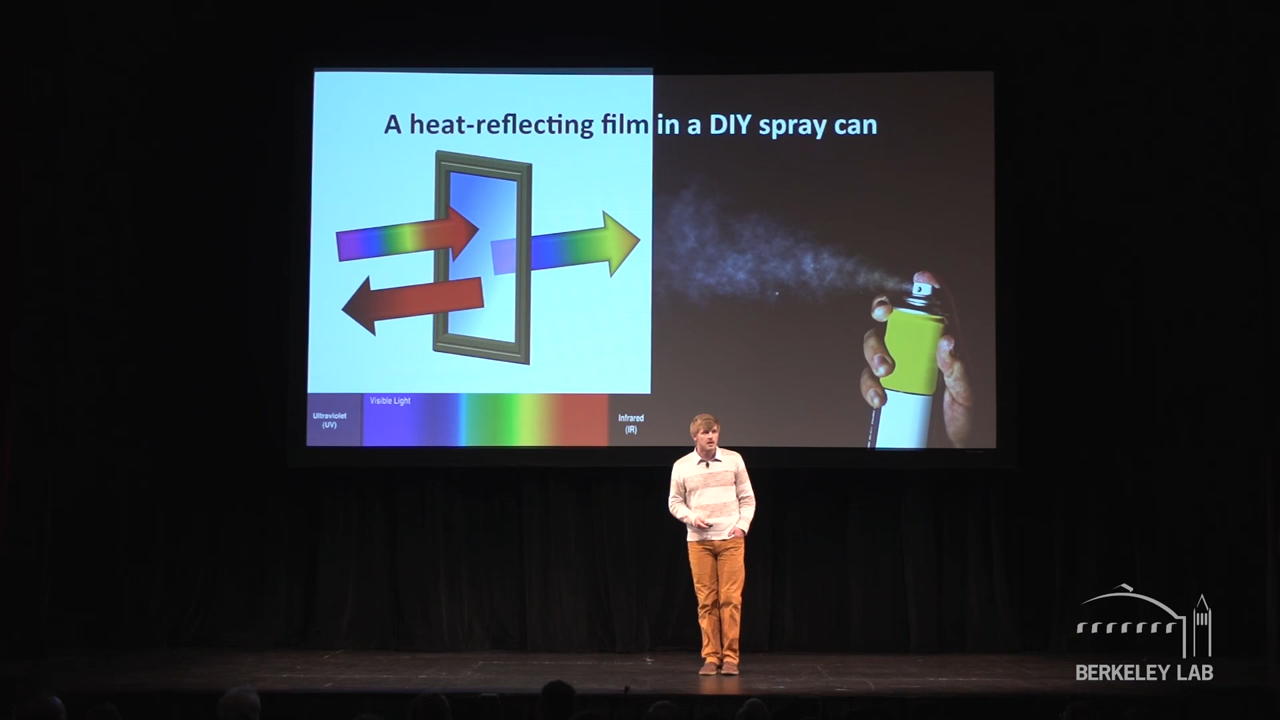 A heat-reflecting film in a DIY spray can
Visible Light
Ultraviolet
(UV)
Infrared
(IR)
BERKELEY LAB